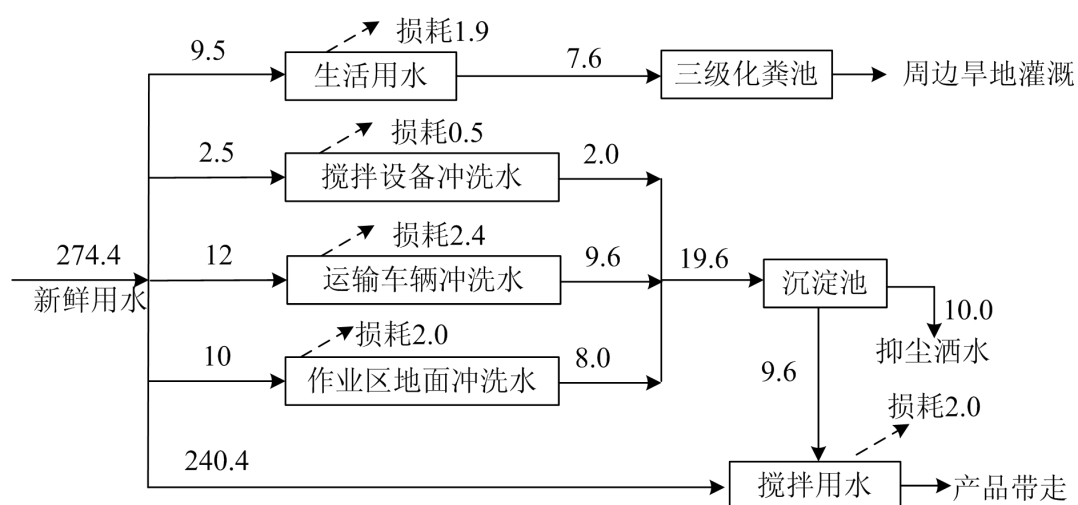 损耗1.9
9.5
生活用水
7.6
三级化粪池
周边旱地灌溉
损耗0.5
2.5
搅拌设备冲洗水
2.0
274.4
新鲜用水
损耗2.4
12
运输车辆冲洗水
9.6
19.6
沉淀池
10.0
抑尘洒水
损耗2.0
10
作业区地面冲洗水
8.0
9.6
损耗2.0
240.4
搅拌用水
产品带走